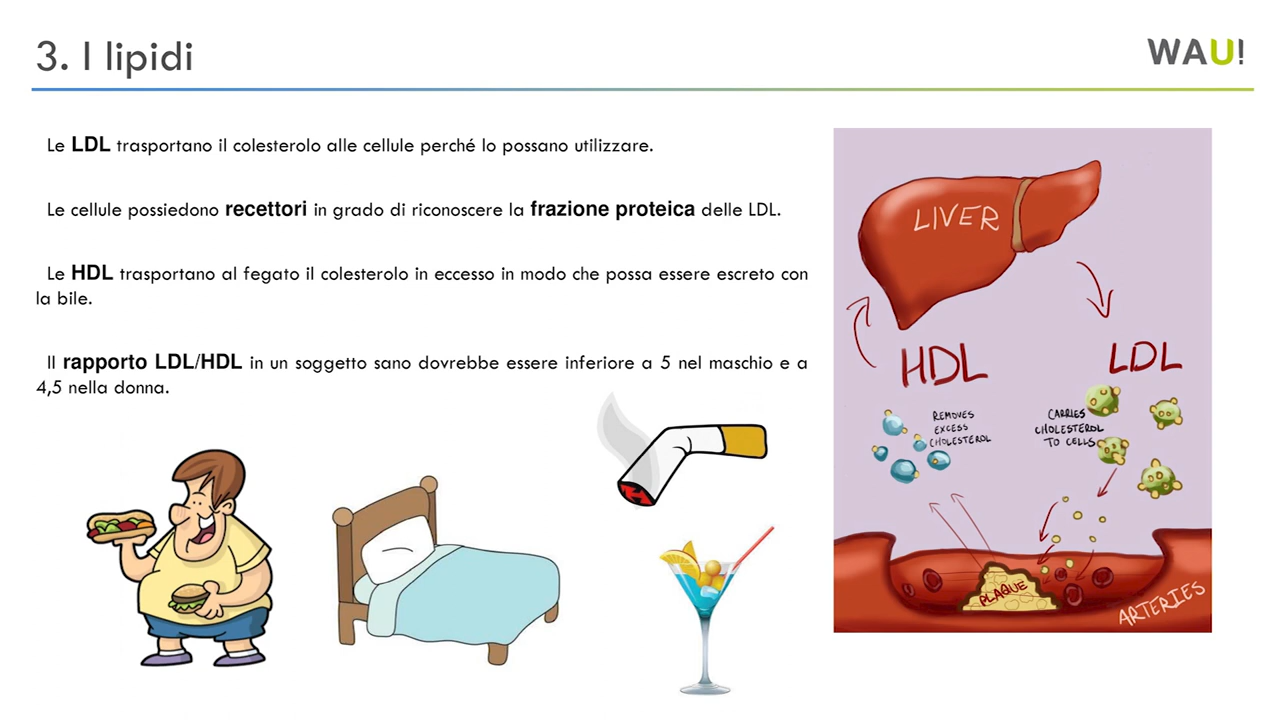 3. I lipidi
WAU!
Le LDL trasportano il colesterolo alle cellule perché lo possano utilizzare.
Le cellule possiedono recettori in grado di riconoscere la frazione proteica delle LDL.
Le HDL trasportano al fegato il colesterolo in eccesso in modo che possa essere escreto con
la bile.
Il rapporto LDL/HDL in un soggetto sano dovrebbe essere inferiore a 5 nel maschio e a
4,5 nella donna.
LIVER
HDL
LDL
REMOVES
EXCESS
CHOLESTEROL
CARRIES
CHOLESTEROL
TO CELLS
PLAQUE
ARTERIES